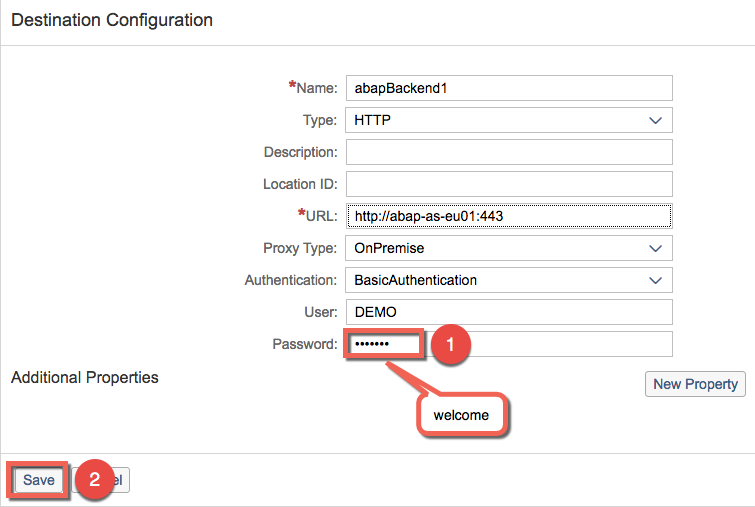 Destination Configuration
*Name: abapBackend1
Type: HTTP
Description:
Location ID:
*URL: http://abap-as-eu01:443
Proxy Type: OnPremise
Authentication: BasicAuthentication
User: DEMO
Password: ••••••• 1
Additional Properties
New Property
welcome
Save 2 el